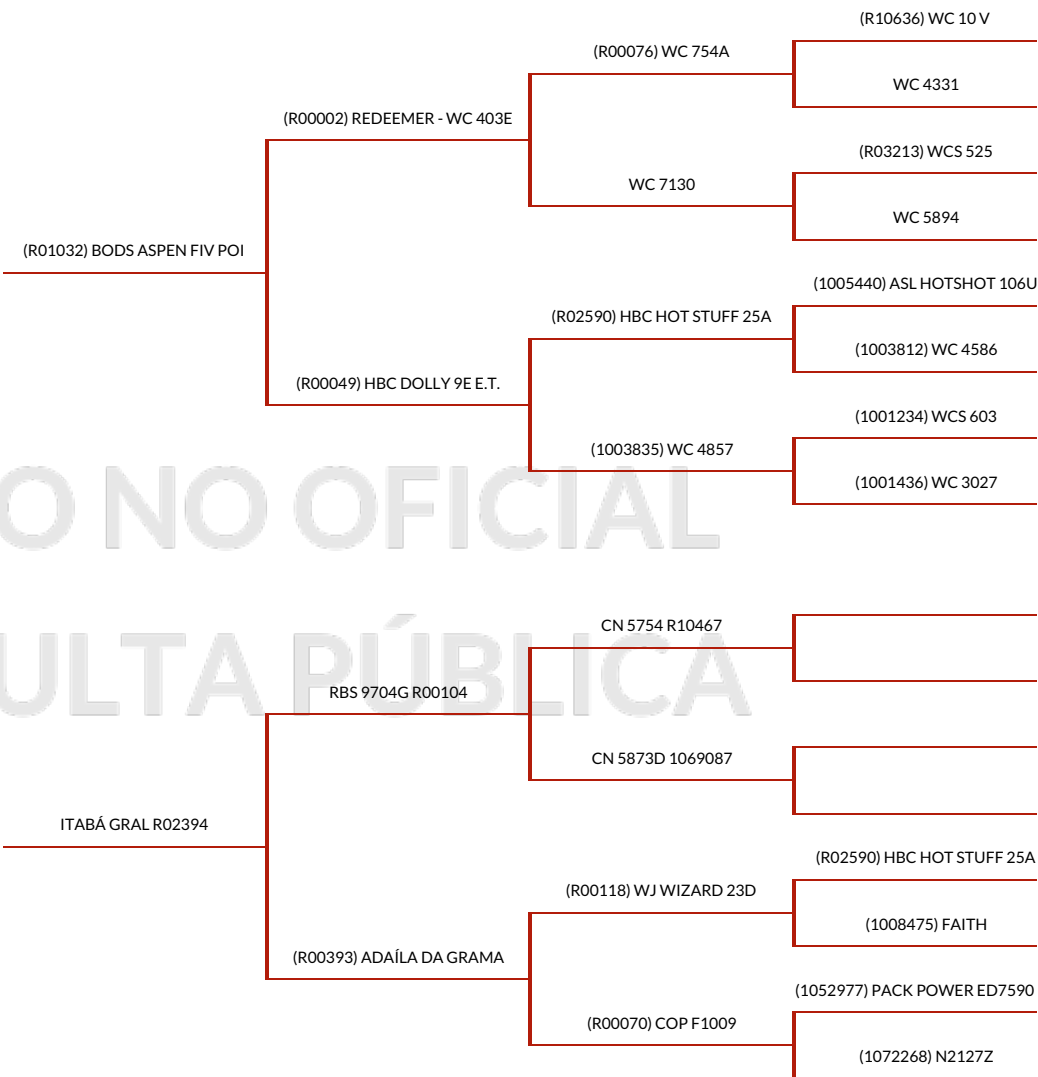 (R10636) WC 10 V
(R00076) WC 754A
WC 4331
(R00002) REDEEMER - WC 403E
(R03213) WCS 525
WC 7130
WC 5894
(R01032) BODS ASPEN FIV POI
(1005440) ASL HOTSHOT 106U
(R02590) HBC HOT STUFF 25A
(1003812) WC 4586
(R00049) HBC DOLLY 9E E.T.
(1001234) WCS 603
(1003835) WC 4857
(1001436) WC 3027
O NO OFICIAL
CN 5754 R10467
ULTA PÚBLICA
RBS 9704G R00104
CN 5873D 1069087
ITABÁ GRAL R02394
(R02590) HBC HOT STUFF 25A
(R00118) WJ WIZARD 23D
(1008475) FAITH
(R00393) ADAÍLA DA GRAMA
(1052977) PACK POWER ED7590
(R00070) COP F1009
(1072268) N2127Z